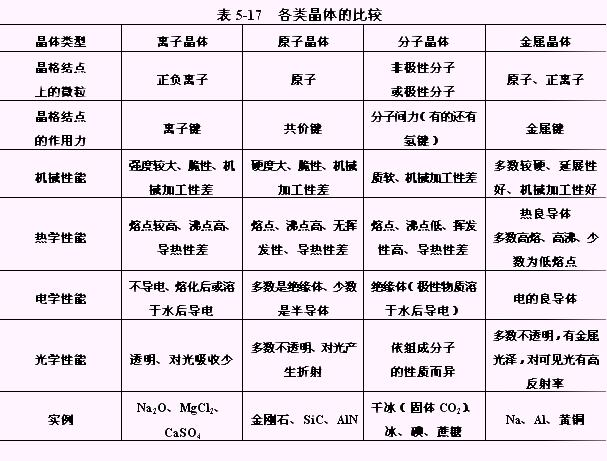 表 5-17 各类晶体的比较
晶体类型 离子晶体 原子晶体 分子晶体 金属晶体
晶格结点
上的微粒
正负离子
原子
非极性分子
或极性分子
原子、正离子
晶格结点
的作用力
离子键
共价键
分子间力(有的还有
氢键)
金属键
机械性能
强度较大、脆性、机
械加工性差
硬度大、脆性、机械
加工性差
质软、机械加工性差
多数较硬、延展性
好、机械加工性好
热学性能
熔点较高、沸点高、
导热性差
熔点、沸点高、无挥
发性、导热性差
熔点、沸点低、挥发
性高、导热性差
热良导体
多数高熔、高沸、少
数为低熔点
电学性能
不导电、熔化后或溶
于水后导电
多数是绝缘体、少数
是半导体
绝缘体(极性物质溶
于水后导电)
电的良导体
光学性能
透明、对光吸收少
多数不透明、对光产
生折射
依组成分子
的性质而异
多数不透明,有金属
光泽,对可见光有高
反射率
实例
Na₂O、MgCl₂、
CaSO₄
金刚石、SiC、AlN
干冰(固体 CO₂)、
冰、碘、蔗糖
Na、Al、黄铜